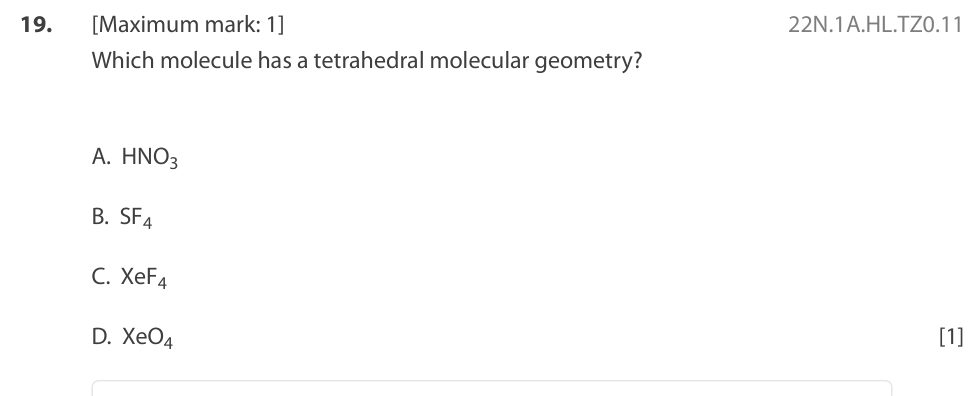 19. [Maximum mark: 1] 22N.1A.HL.TZ0.11
Which molecule has a tetrahedral molecular geometry?
A. HNO₃
B. SF₄
C. XeF₄
D. XeO₄ [1]